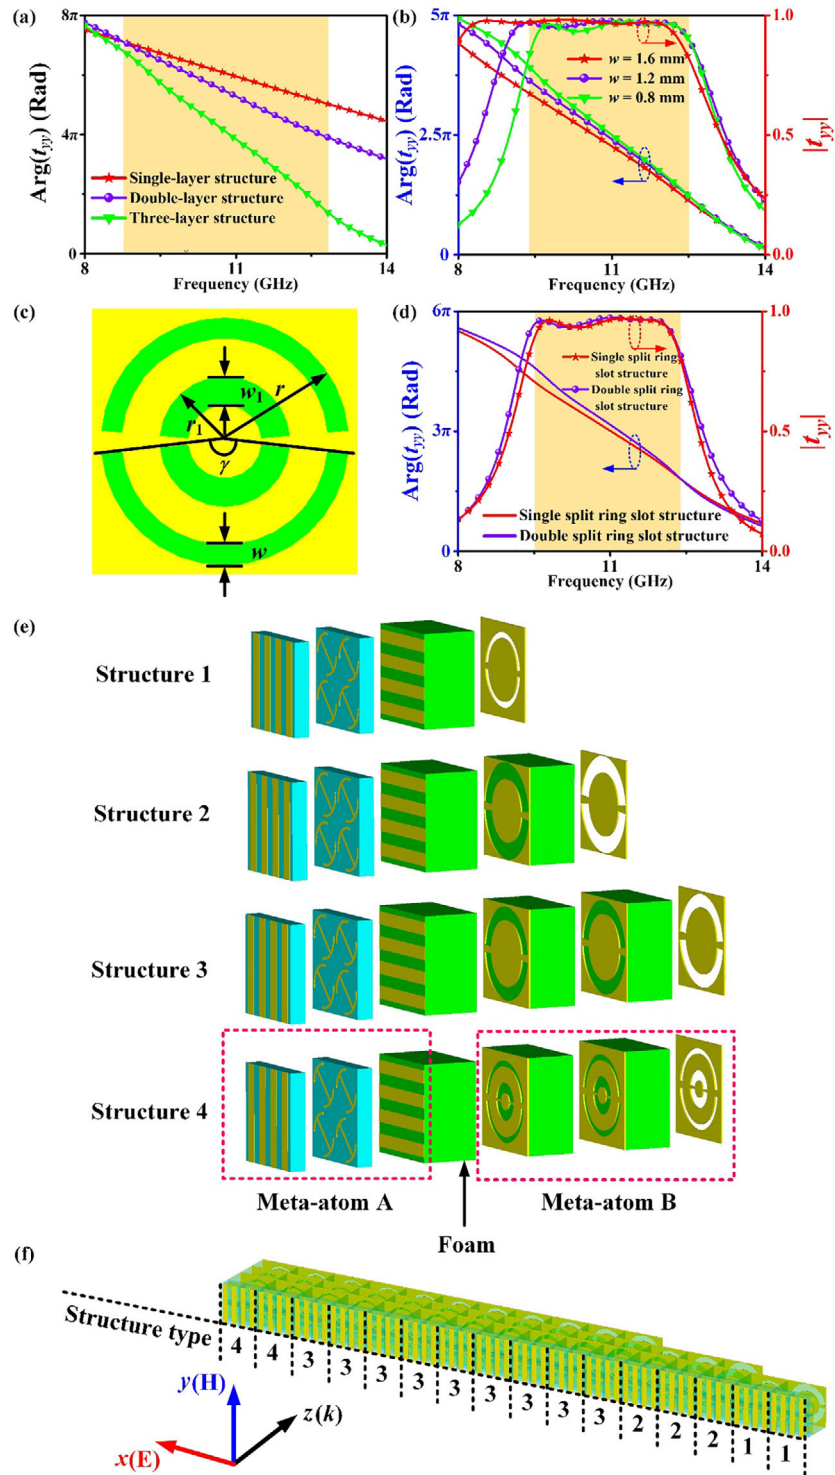 (a)
8π
4π
0
Arg(tyy) (Rad)
Single-layer structure
Double-layer structure
Three-layer structure
8 11 14
Frequency (GHz)
(b)
5π
2.5π
0
Arg(tyy) (Rad)
w = 1.6 mm
w = 1.2 mm
w = 0.8 mm
1.0
0.5
0.0
|tyy|
8 11 14
Frequency (GHz)
(c)
w1
r
r1
γ
w
(d)
6π
3π
0
Arg(tyy) (Rad)
Single split ring
slot structure
Double split ring
slot structure
Single split ring slot structure
Double split ring slot structure
1.0
0.5
0.0
|tyy|
8 11 14
Frequency (GHz)
(e)
Structure 1
Structure 2
Structure 3
Structure 4
Meta-atom A
Meta-atom B
Foam
(f)
Structure type
4 4 3 3 3 3 3 3 3 3 3 2 2 2 1 1
y(H)
z(k)
x(E)